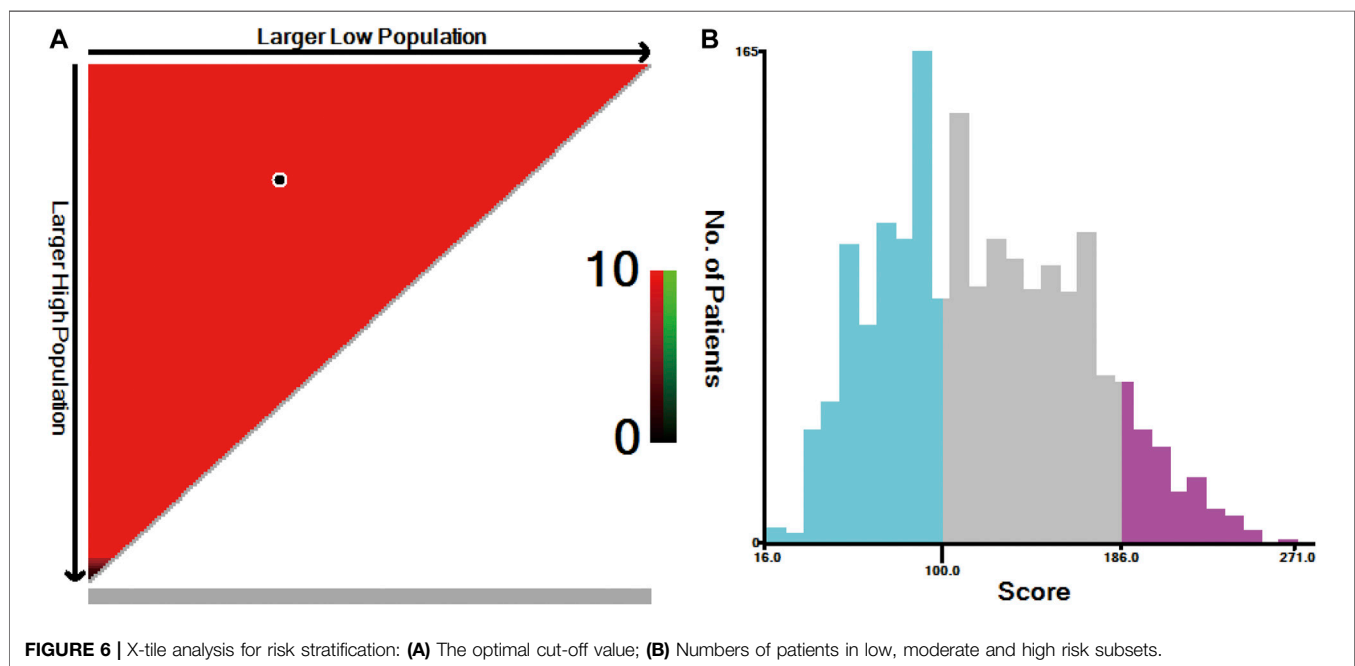 A
Larger Low Population
Larger High Population
10
0
B
165
No. of Patients
0
16.0
100.0
186.0
271.0
Score
FIGURE 6 | X-tile analysis for risk stratification: (A) The optimal cut-off value; (B) Numbers of patients in low, moderate and high risk subsets.